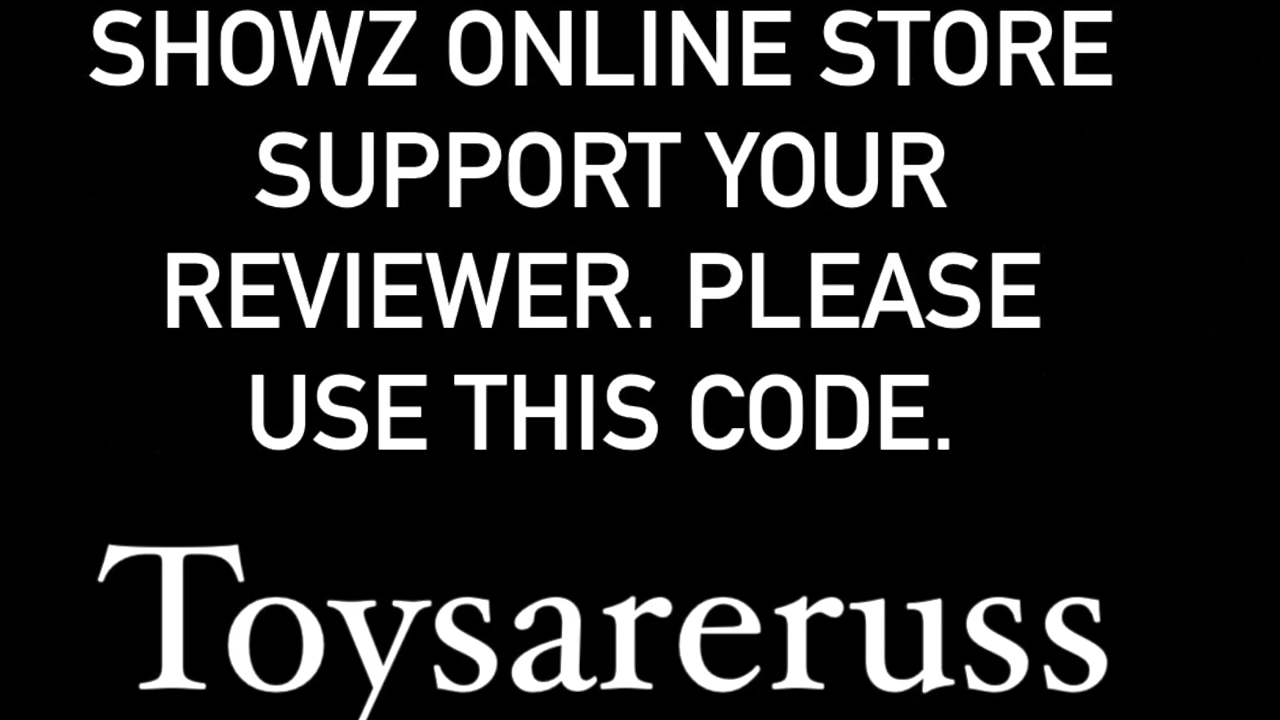 SHOWZ ONLINE STORE
SUPPORT YOUR
REVIEWER. PLEASE
USE THIS CODE.
Toysareruss